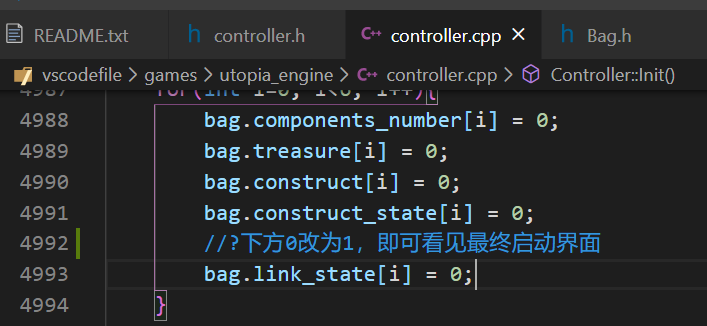 README.txt
h controller.h
C++ controller.cpp ×
h Bag.h
vscodefile > games > utopia_engine > C++ controller.cpp > Controller::Init()
4987 for(int i=0; i<6; i++){
4988 bag.components_number[i] = 0;
4989 bag.treasure[i] = 0;
4990 bag.construct[i] = 0;
4991 bag.construct_state[i] = 0;
4992 //?下方0改为1，即可看见最终启动界面
4993 bag.link_state[i] = 0;
4994 }